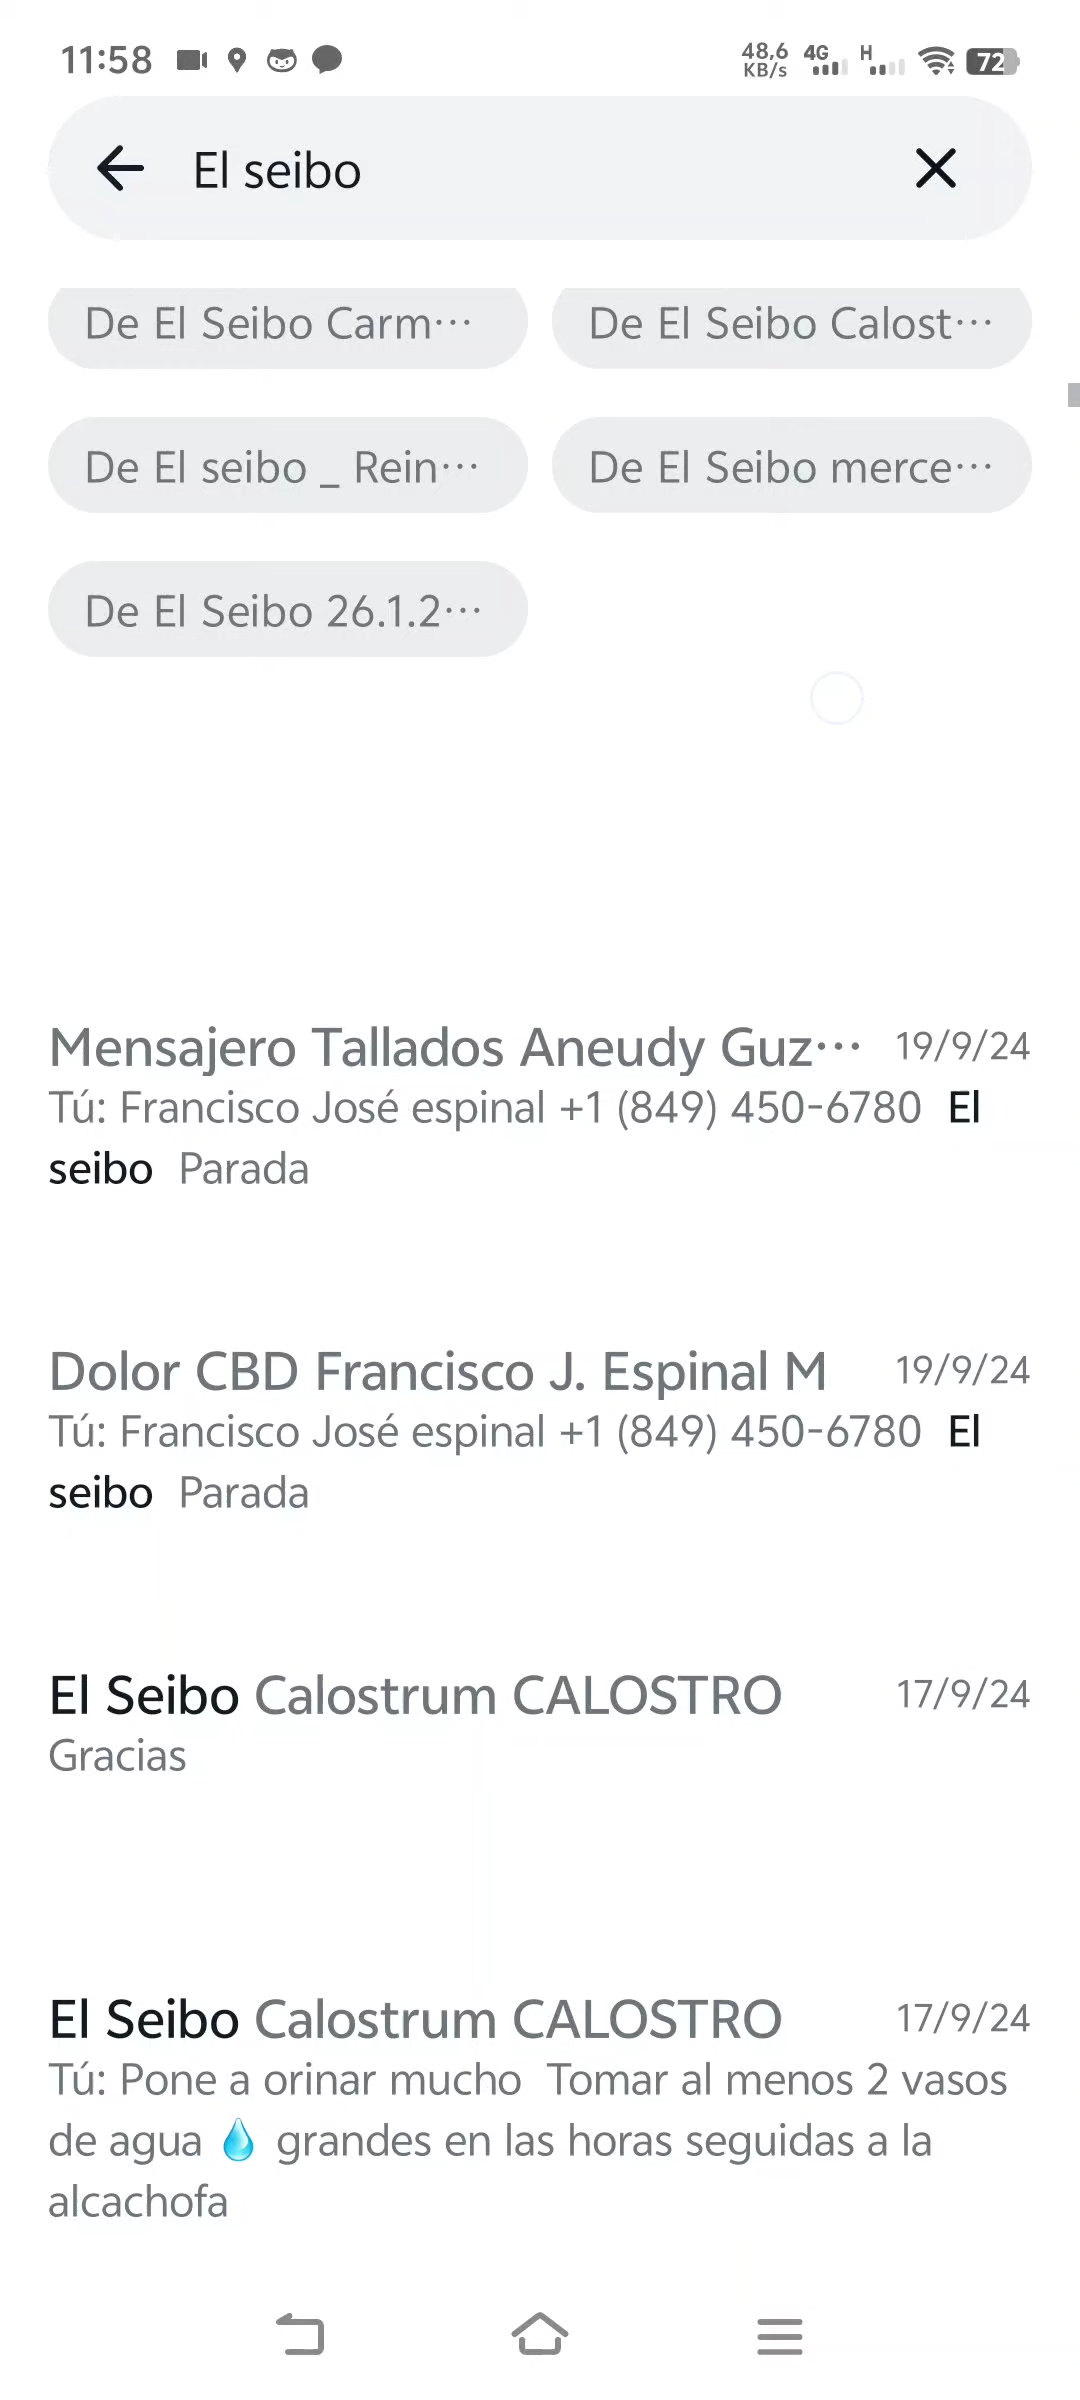 11:58 48,6 KB/s 4G H 72
El seibo
De El Seibo Carm··· De El Seibo Calost···
De El seibo _ Rein··· De El Seibo merce···
De El Seibo 26.1.2···
Mensajero Tallados Aneudy Guz··· 19/9/24
Tú: Francisco José espinal +1 (849) 450-6780 El
seibo Parada
Dolor CBD Francisco J. Espinal M 19/9/24
Tú: Francisco José espinal +1 (849) 450-6780 El
seibo Parada
El Seibo Calostrum CALOSTRO 17/9/24
Gracias
El Seibo Calostrum CALOSTRO 17/9/24
Tú: Pone a orinar mucho Tomar al menos 2 vasos
de agua 💧 grandes en las horas seguidas a la
alcachofa